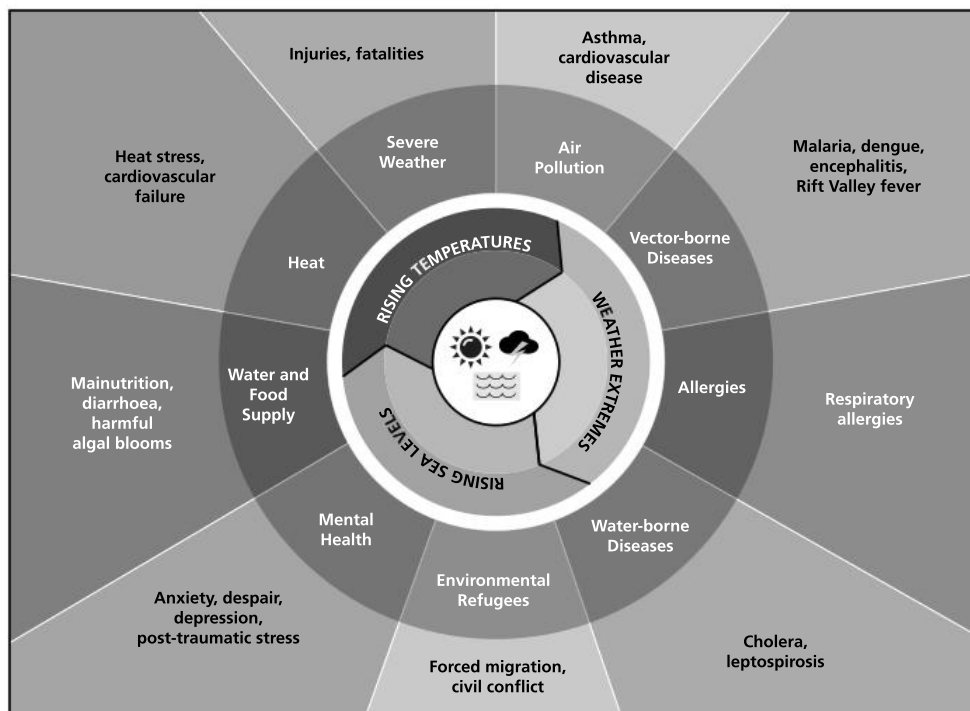 Injuries, fatalities
Asthma,
cardiovascular
disease
Severe
Weather
Air
Pollution
Heat stress,
cardiovascular
failure
Malaria, dengue,
encephalitis,
Rift Valley fever
Heat
Vector-borne
Diseases
RISING TEMPERATURES
WEATHER EXTREMES
RISING SEA LEVELS
Mainutrition,
diarrhoea,
harmful
algal blooms
Water and
Food
Supply
Allergies
Respiratory
allergies
Mental
Health
Water-borne
Diseases
Environmental
Refugees
Anxiety, despair,
depression,
post-traumatic stress
Forced migration,
civil conflict
Cholera,
leptospirosis